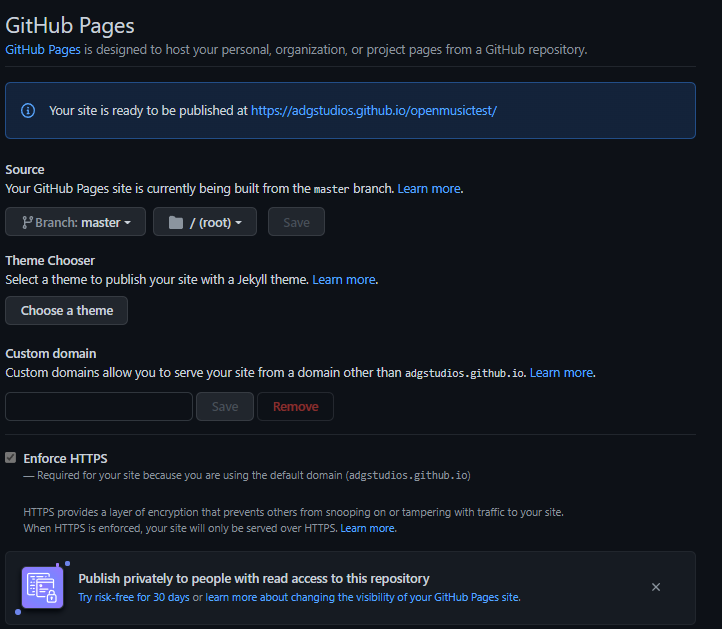 GitHub Pages
GitHub Pages is designed to host your personal, organization, or project pages from a GitHub repository.
Your site is ready to be published at https://adgstudios.github.io/openmusictest/
Source
Your GitHub Pages site is currently being built from the master branch. Learn more.
Branch: master / (root) Save
Theme Chooser
Select a theme to publish your site with a Jekyll theme. Learn more.
Choose a theme
Custom domain
Custom domains allow you to serve your site from a domain other than adgstudios.github.io. Learn more.
Save Remove
Enforce HTTPS
— Required for your site because you are using the default domain (adgstudios.github.io)
HTTPS provides a layer of encryption that prevents others from snooping on or tampering with traffic to your site.
When HTTPS is enforced, your site will only be served over HTTPS. Learn more.
Publish privately to people with read access to this repository
Try risk-free for 30 days or learn more about changing the visibility of your GitHub Pages site.